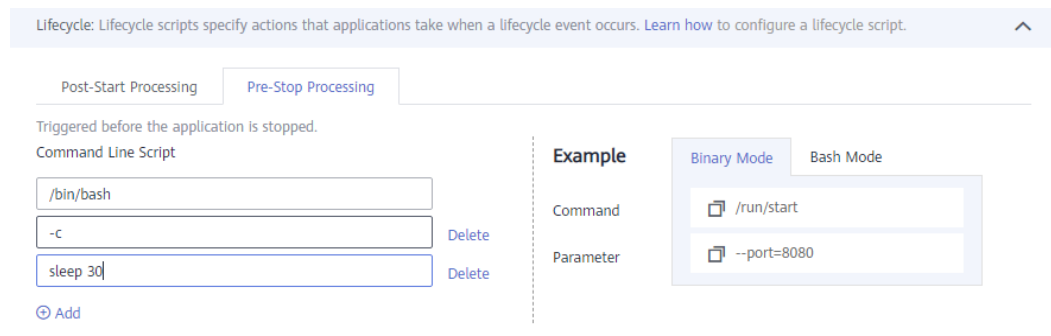 Lifecycle: Lifecycle scripts specify actions that applications take when a lifecycle event occurs. Learn how to configure a lifecycle script.
Post-Start Processing
Pre-Stop Processing
Triggered before the application is stopped.
Command Line Script
/bin/bash
-c
Delete
sleep 30
Delete
Add
Example
Binary Mode
Bash Mode
Command
/run/start
Parameter
--port=8080